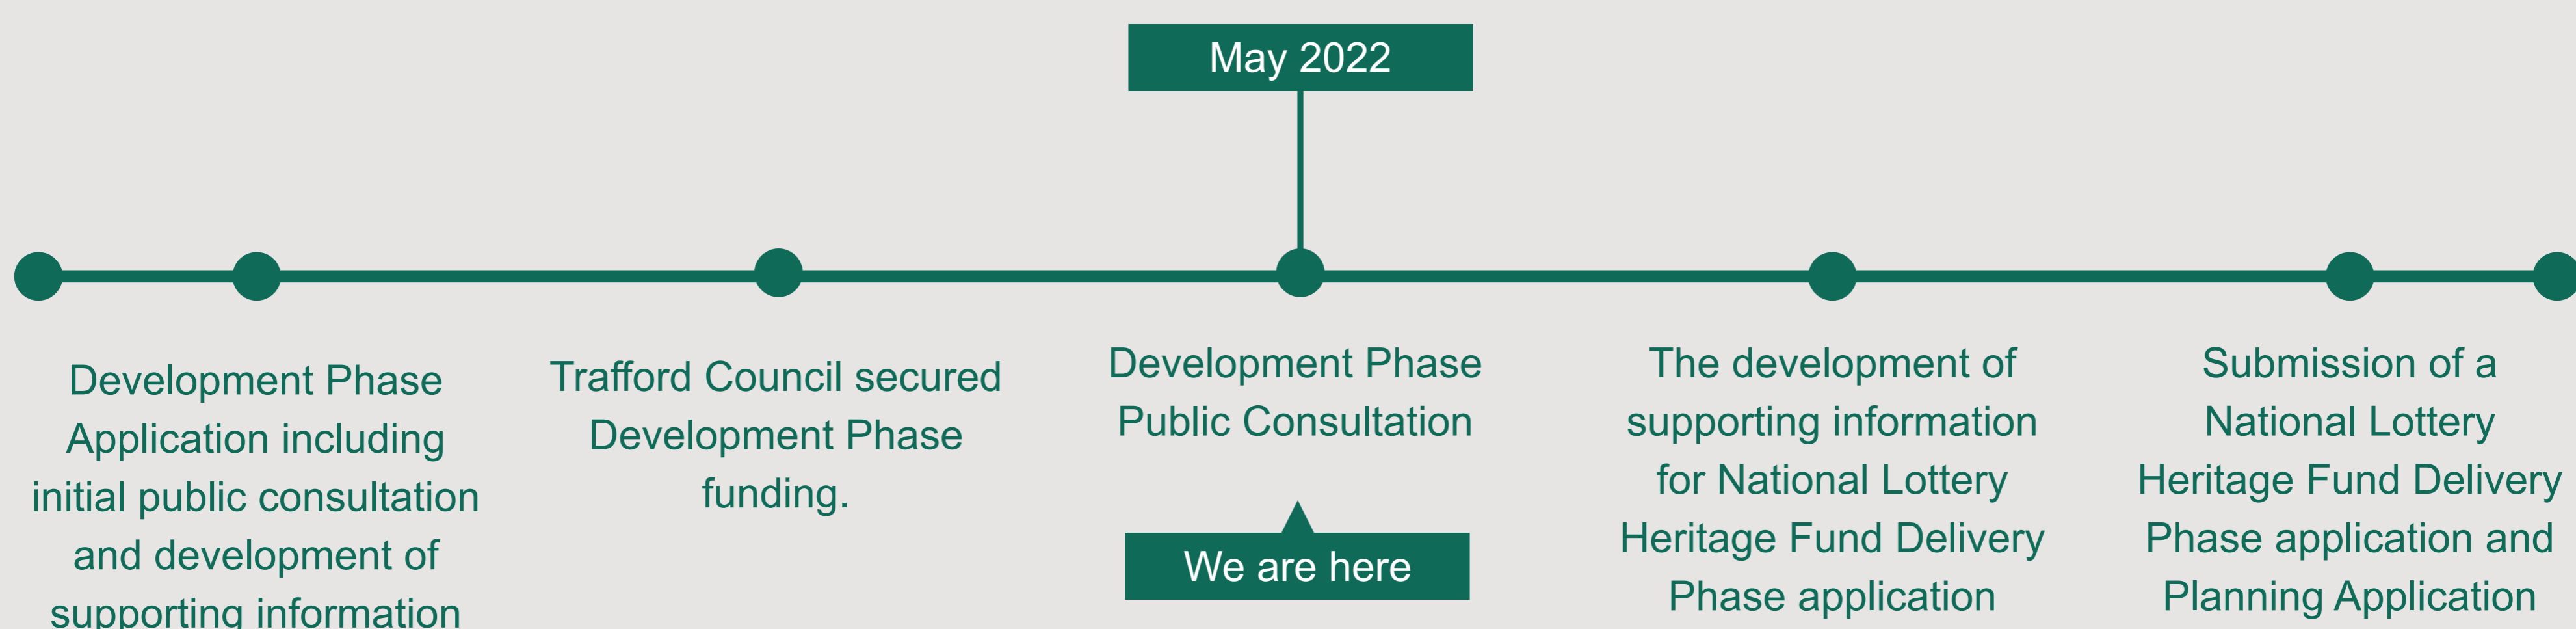 May 2022
Development Phase
Application including
initial public consultation
and development of
supporting information
Trafford Council secured
Development Phase
funding.
Development Phase
Public Consultation
We are here
The development of
supporting information
for National Lottery
Heritage Fund Delivery
Phase application
Submission of a
National Lottery
Heritage Fund Delivery
Phase application and
Planning Application